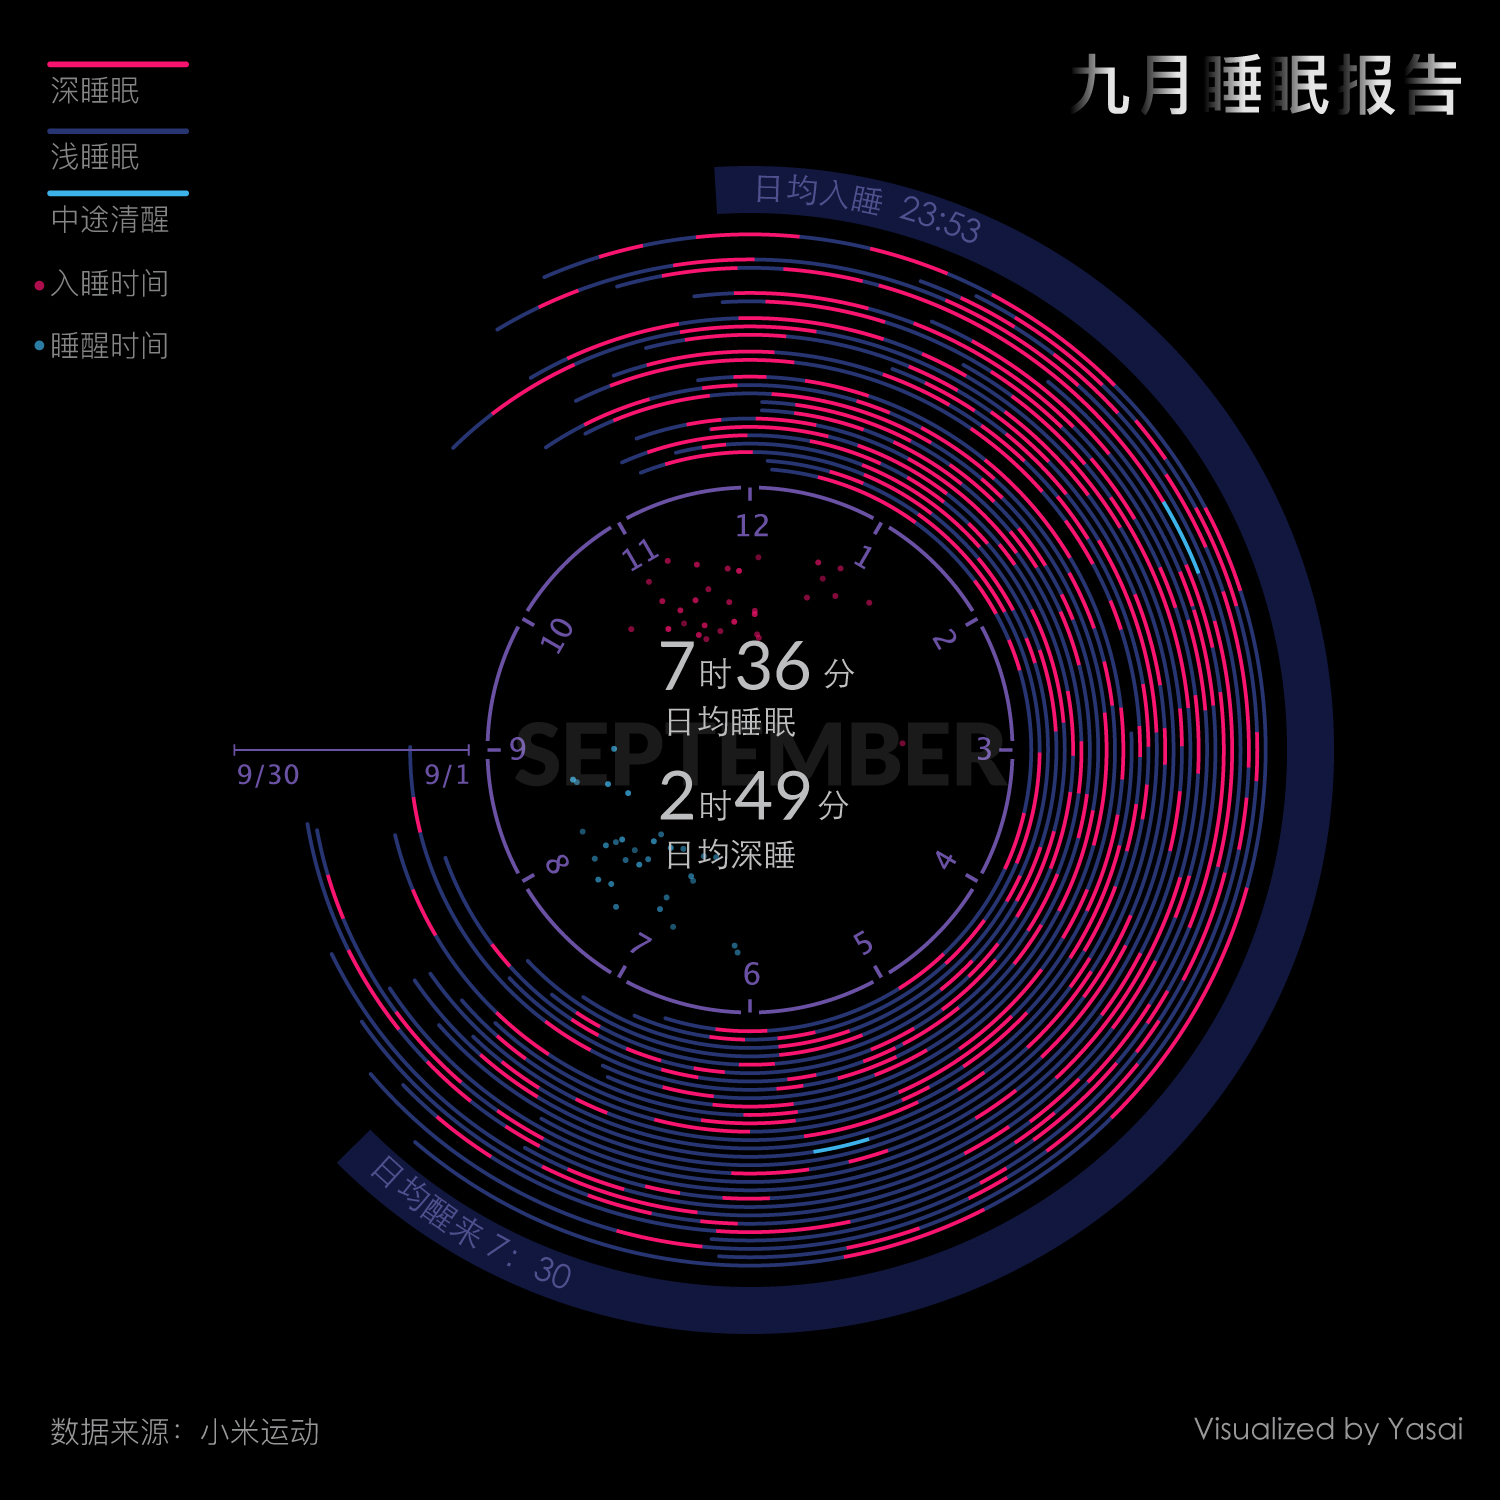 九月睡眠报告
深睡眠
浅睡眠
中途清醒
入睡时间
睡醒时间
日均入睡 23:53
12
1
2
3
4
5
6
7
8
9
10
11
SEPTEMBER
7时36分
日均睡眠
2时49分
日均深睡
9/30
9/1
日均醒来 7：30
数据来源：小米运动
Visualized by Yasai